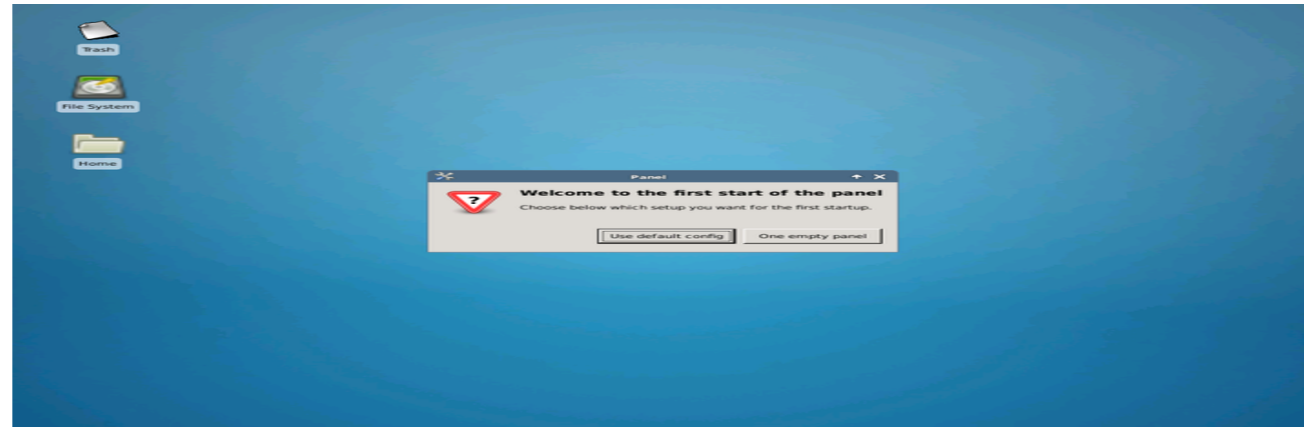 Trash
File System
Home
Panel
Welcome to the first start of the panel
Choose below which setup you want for the first startup.
Use default config One empty panel